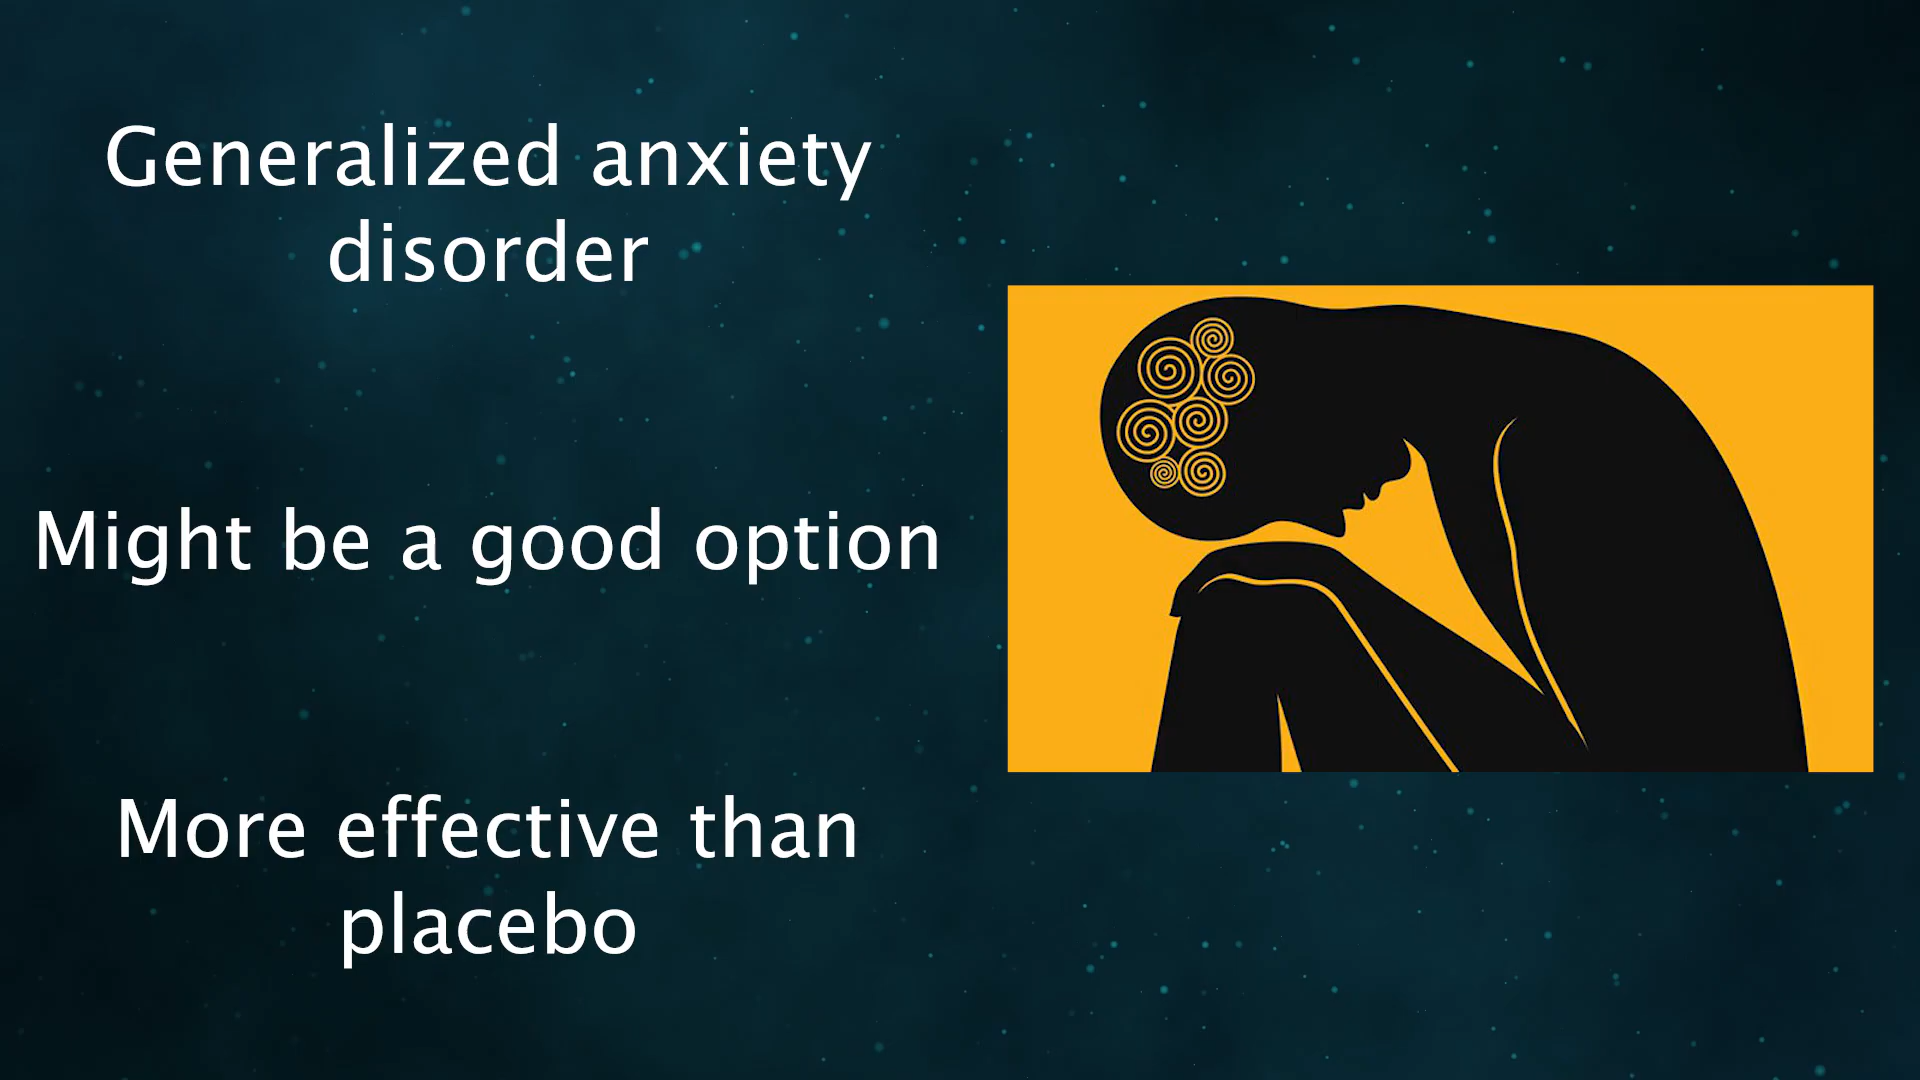 Generalized anxiety
disorder
Might be a good option
More effective than
placebo